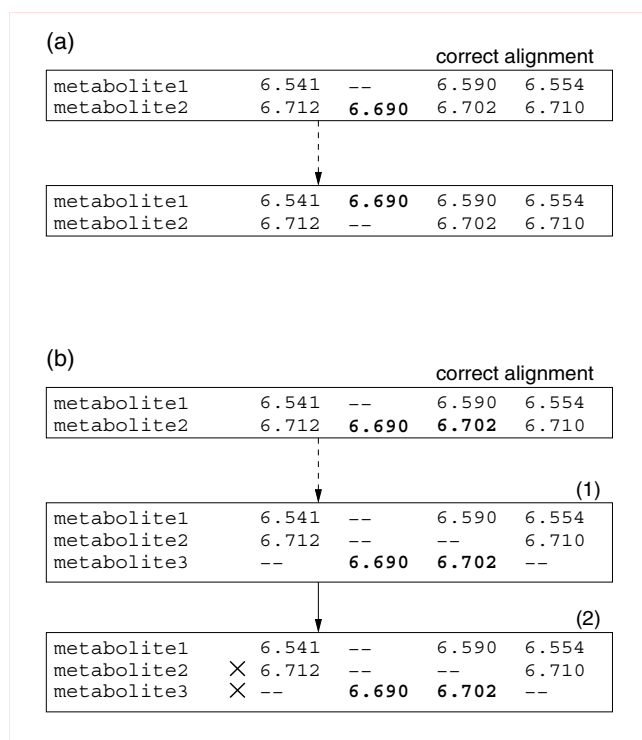 (a)
correct alignment
metabolite1 6.541 -- 6.590 6.554
metabolite2 6.712 6.690 6.702 6.710
metabolite1 6.541 6.690 6.590 6.554
metabolite2 6.712 -- 6.702 6.710
(b)
correct alignment
metabolite1 6.541 -- 6.590 6.554
metabolite2 6.712 6.690 6.702 6.710
(1)
metabolite1 6.541 -- 6.590 6.554
metabolite2 6.712 -- -- 6.710
metabolite3 -- 6.690 6.702 --
(2)
metabolite1 6.541 -- 6.590 6.554
metabolite2 × 6.712 -- -- 6.710
metabolite3 × -- 6.690 6.702 --